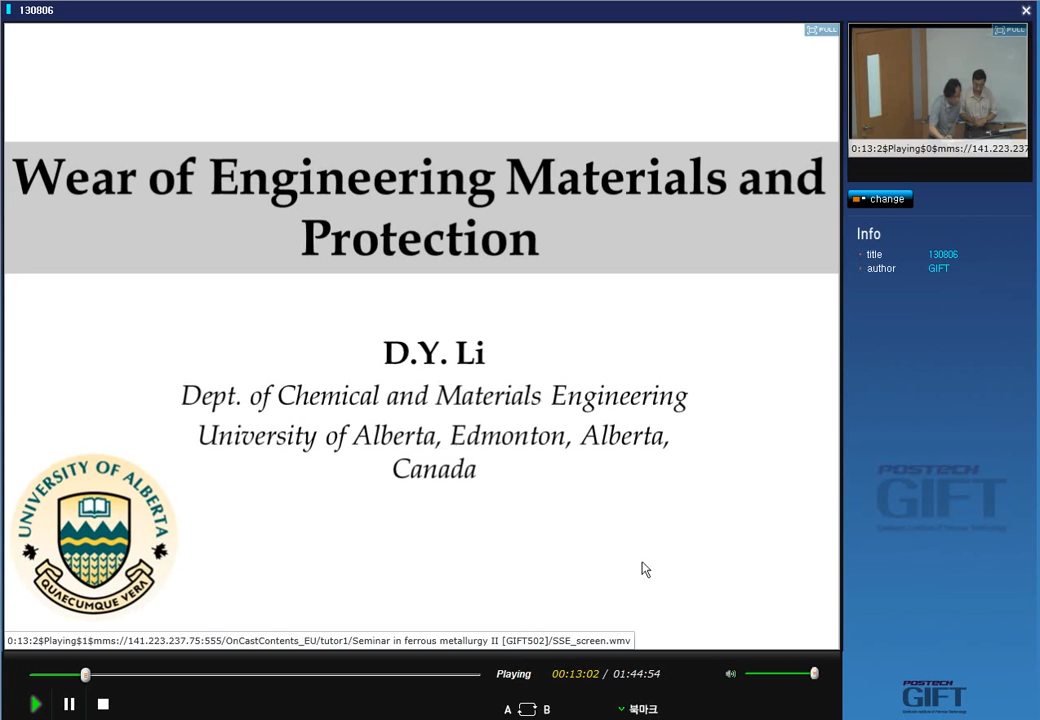 130806
FULL
FULL
Wear of Engineering Materials and
Protection
D.Y. Li
Dept. of Chemical and Materials Engineering
University of Alberta, Edmonton, Alberta,
Canada
UNIVERSITY OF ALBERTA
QUAECUMQUE VERA
0:13:2$Playing$1$mms://141.223.237.75:555/OnCastContents_EU/tutor1/Seminar in ferrous metallurgy II [GIFT502]/SSE_screen.wmv
Playing 00:13:02 / 01:44:54
A B 북마크
0:13:2$Playing$0$mms://141.223.237
change
Info
title 130806
author GIFT
POSTECH
GIFT
POSTECH
GIFT